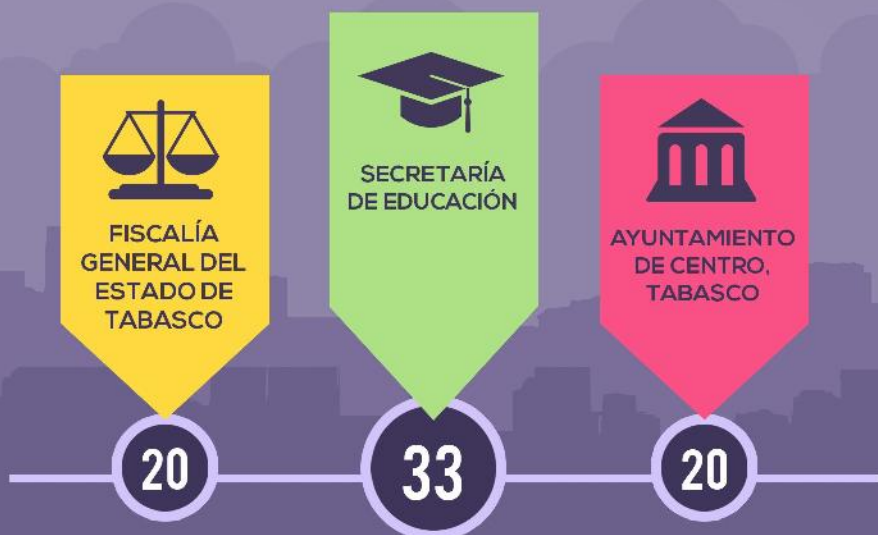 FISCALÍA
GENERAL DEL
ESTADO DE
TABASCO
20
SECRETARÍA
DE EDUCACIÓN
33
AYUNTAMIENTO
DE CENTRO,
TABASCO
20